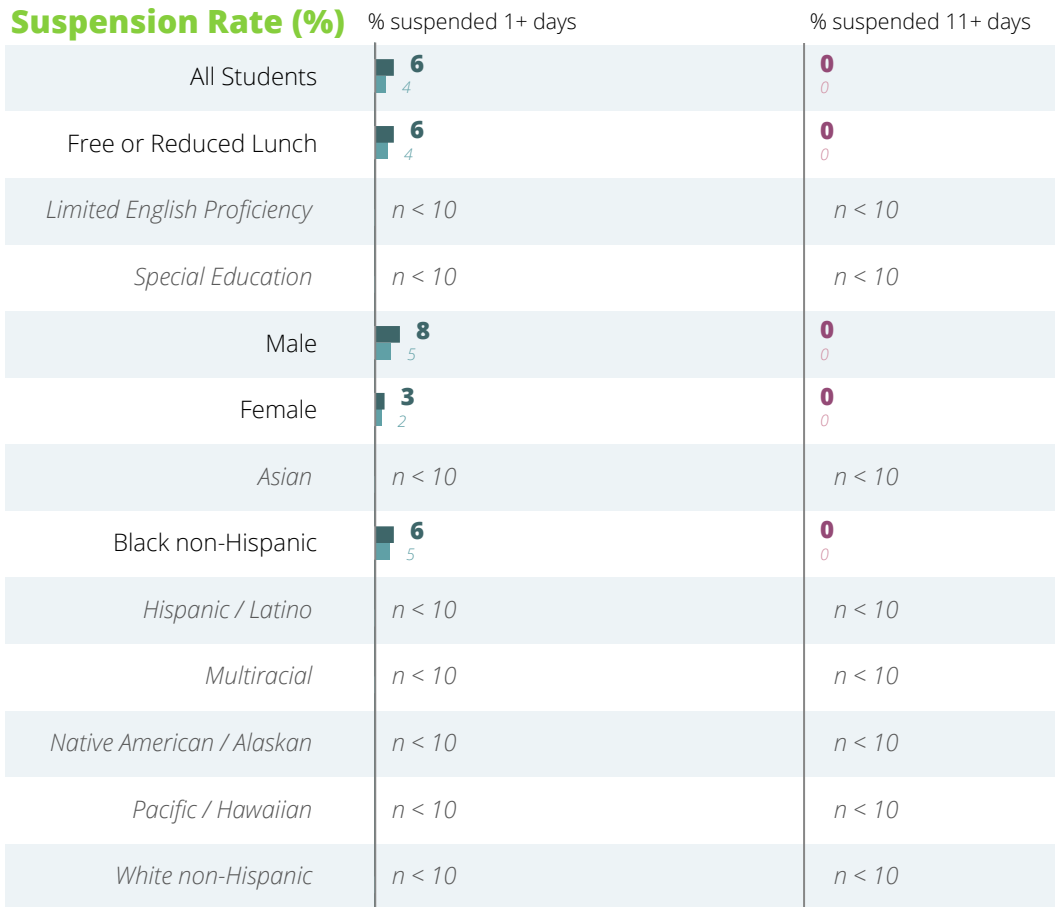 Suspension Rate (%) % suspended 1+ days % suspended 11+ days
All Students 6 0
4 0
Free or Reduced Lunch 6 0
4 0
Limited English Proficiency n < 10 n < 10
Special Education n < 10 n < 10
Male 8 0
5 0
Female 3 0
2 0
Asian n < 10 n < 10
Black non-Hispanic 6 0
5 0
Hispanic / Latino n < 10 n < 10
Multiracial n < 10 n < 10
Native American / Alaskan n < 10 n < 10
Pacific / Hawaiian n < 10 n < 10
White non-Hispanic n < 10 n < 10